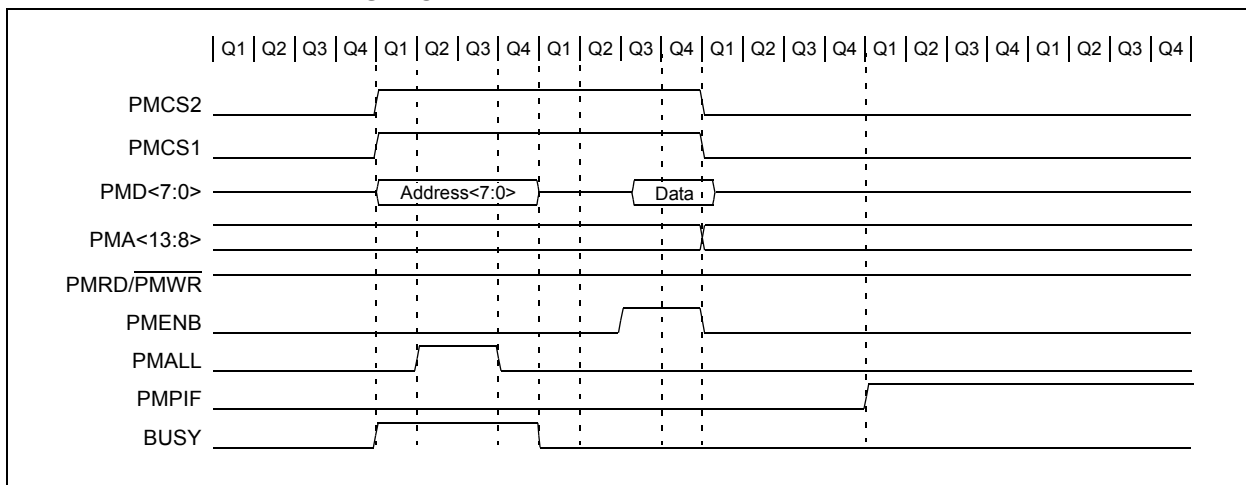 | Q1 | Q2 | Q3 | Q4 | Q1 | Q2 | Q3 | Q4 | Q1 | Q2 | Q3 | Q4 | Q1 | Q2 | Q3 | Q4 | Q1 | Q2 | Q3 | Q4 | Q1 | Q2 | Q3 | Q4 |
PMCS2
PMCS1
PMD<7:0> Address<7:0> Data
PMA<13:8>
PMRD/PMWR
PMENB
PMALL
PMPIF
BUSY